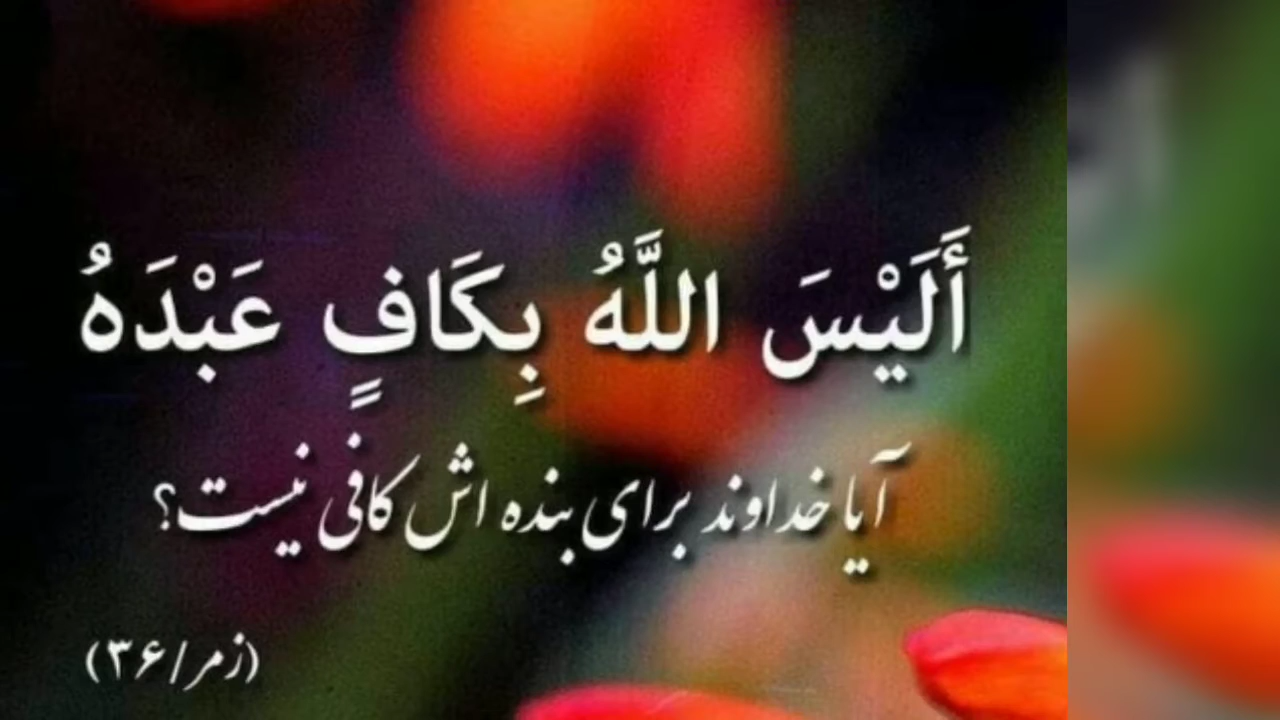 أَلَيْسَ اللَّهُ بِكَافٍ عَبْدَهُ
آیا خداوند برای بنده اش کافی نیست؟
(زمر/۳۶)